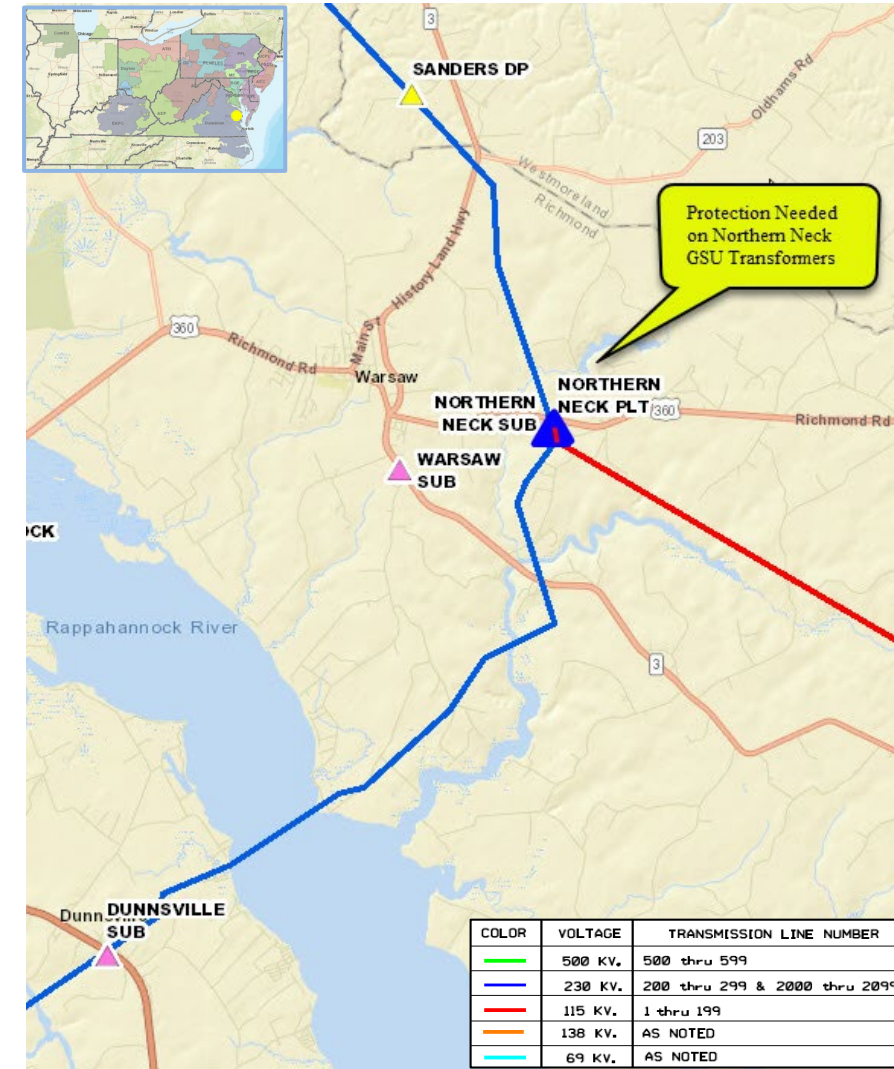 3
SANDERS DP
Oldhams Rd
203
Westmoreland
Richmond
Protection Needed
on Northern Neck
GSU Transformers
History Land Hwy
Main St
360
Richmond Rd
Warsaw
NORTHERN
NECK SUB
NORTHERN
NECK PLT
360
Richmond Rd
WARSAW
SUB
OCK
Rappahannock River
3
DUNNSVILLE
SUB
COLOR VOLTAGE TRANSMISSION LINE NUMBER
500 KV. 500 thru 599
230 KV. 200 thru 299 & 2000 thru 2099
115 KV. 1 thru 199
138 KV. AS NOTED
69 KV. AS NOTED